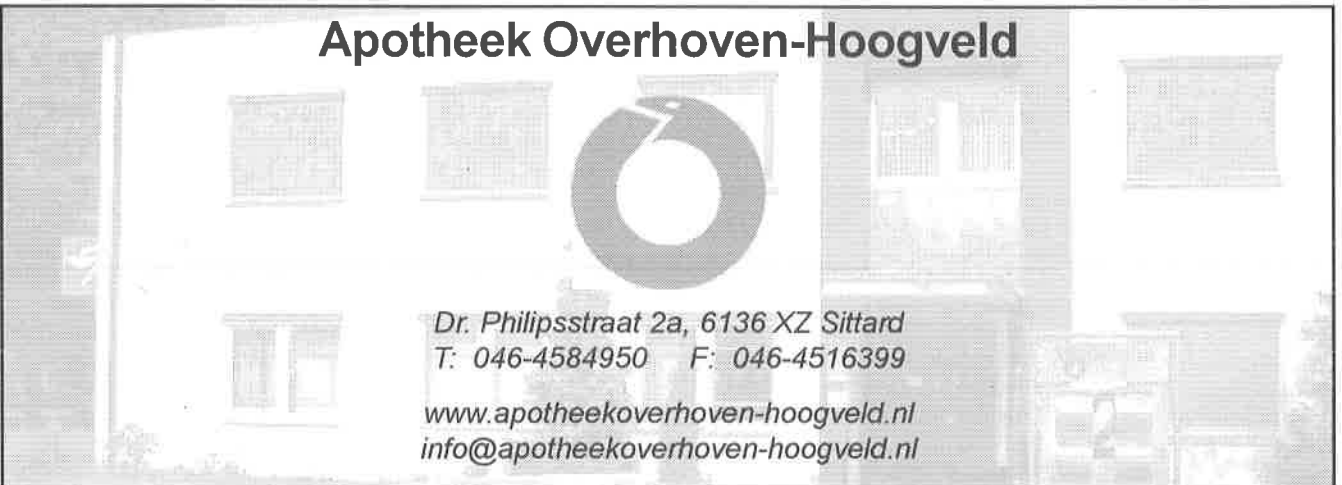 Apotheek Overhoven-Hoogveld
Dr. Philipsstraat 2a, 6136 XZ Sittard
T: 046-4584950 F: 046-4516399
www.apotheekoverhoven-hoogveld.nl
info@apotheekoverhoven-hoogveld.nl